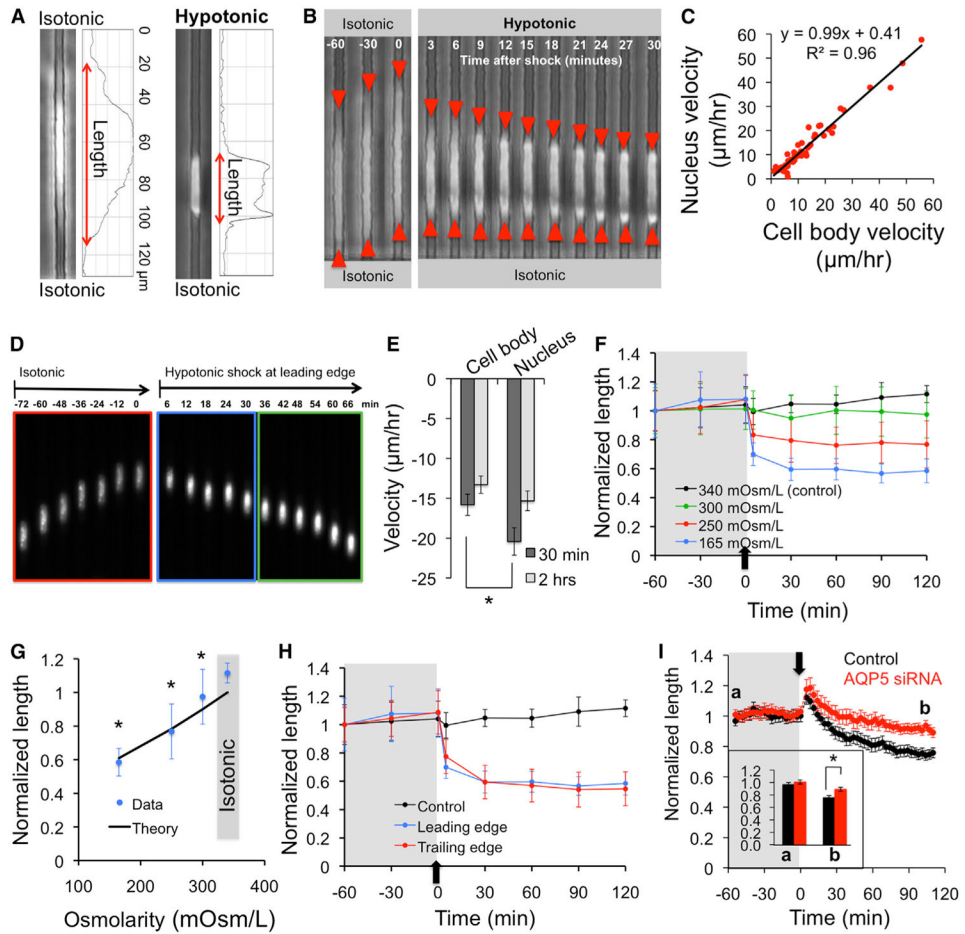 A
Isotonic
Hypotonic
Length
Length
0
20
40
60
80
100
120 µm
Isotonic
Isotonic
B
Isotonic
Hypotonic
-60 -30 0
3 6 9 12 15 18 21 24 27 30
Time after shock (minutes)
Isotonic
Isotonic
C
y = 0.99x + 0.41
R² = 0.96
Nucleus velocity
(µm/hr)
60
50
40
30
20
10
0
0 10 20 30 40 50 60
Cell body velocity
(µm/hr)
D
Isotonic
Hypotonic shock at leading edge
-72 -60 -48 -36 -24 -12 0
6 12 18 24 30 36 42 48 54 60 66 min
E
Cell body
Nucleus
Velocity (µm/hr)
0
-5
-10
-15
-20
-25
30 min
2 hrs
*
F
Normalized length
1.4
1.2
1
0.8
0.6
0.4
0.2
0
340 mOsm/L (control)
300 mOsm/L
250 mOsm/L
165 mOsm/L
-60 -30 0 30 60 90 120
Time (min)
G
Normalized length
1.2
1
0.8
0.6
0.4
0.2
0
* * *
Isotonic
Data
Theory
100 200 300 400
Osmolarity (mOsm/L)
H
Normalized length
1.4
1.2
1.0
0.8
0.6
0.4
0.2
0
Control
Leading edge
Trailing edge
-60 -30 0 30 60 90 120
Time (min)
I
Control
AQP5 siRNA
Normalized length
1.4
1.2
1
0.8
0.6
0.4
0.2
0
a
b
1.0
0.8
0.6
0.4
0.2
0.0
*
a b
-60 -30 0 30 60 90 120
Time (min)